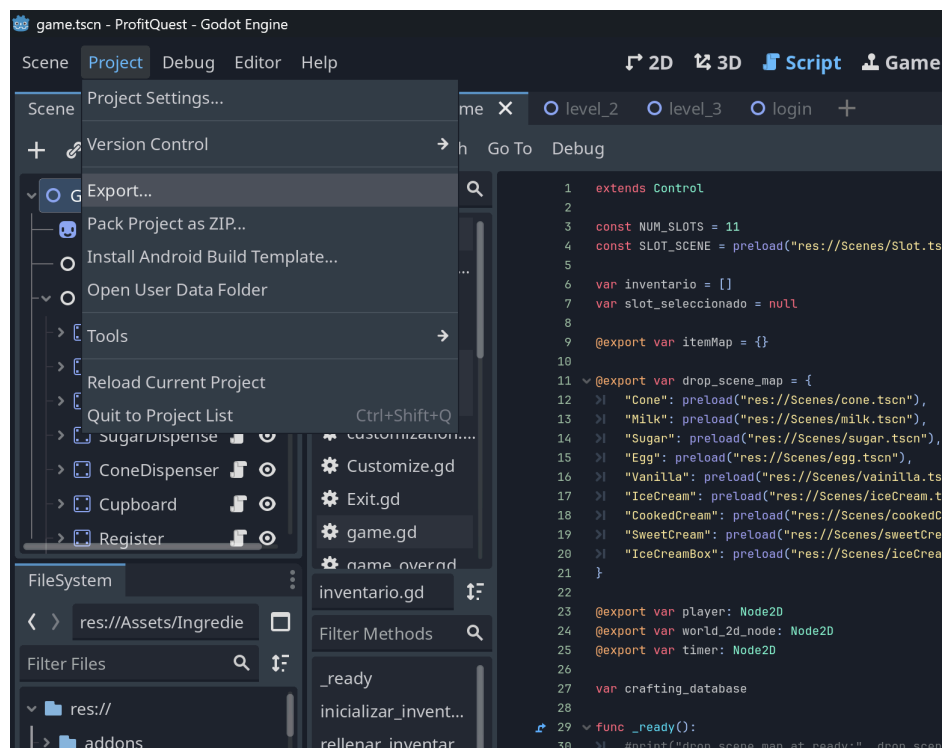 game.tscn - ProfitQuest - Godot Engine
Scene Project Debug Editor Help 2D 3D Script Game
Scene
Project Settings...
Version Control
Export...
Pack Project as ZIP...
Install Android Build Template...
Open User Data Folder
Tools
Reload Current Project
Quit to Project List Ctrl+Shift+Q
SugarDispense
ConeDispenser
Cupboard
Register
FileSystem
res://Assets/Ingredie
Filter Files
res://
addons
me level_2 level_3 login
h Go To Debug
customization....
Customize.gd
Exit.gd
game.gd
game_over.gd
inventario.gd
Filter Methods
_ready
inicializar_invent...
rellenar_inventar
1 extends Control
2
3 const NUM_SLOTS = 11
4 const SLOT_SCENE = preload("res://Scenes/Slot.ts
5
6 var inventario = []
7 var slot_seleccionado = null
8
9 @export var itemMap = {}
10
11 @export var drop_scene_map = {
12 "Cone": preload("res://Scenes/cone.tscn"),
13 "Milk": preload("res://Scenes/milk.tscn"),
14 "Sugar": preload("res://Scenes/sugar.tscn"),
15 "Egg": preload("res://Scenes/egg.tscn"),
16 "Vanilla": preload("res://Scenes/vainilla.ts
17 "IceCream": preload("res://Scenes/iceCream.t
18 "CookedCream": preload("res://Scenes/cookedC
19 "SweetCream": preload("res://Scenes/sweetCre
20 "IceCreamBox": preload("res://Scenes/iceCrea
21 }
22
23 @export var player: Node2D
24 @export var world_2d_node: Node2D
25 @export var timer: Node2D
26
27 var crafting_database
28
29 func _ready():
30 #print("drop_scene_map at ready:", drop_scen